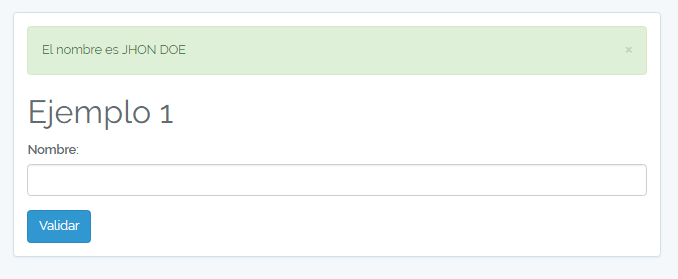 El nombre es JHON DOE ×
Ejemplo 1
Nombre:
Validar